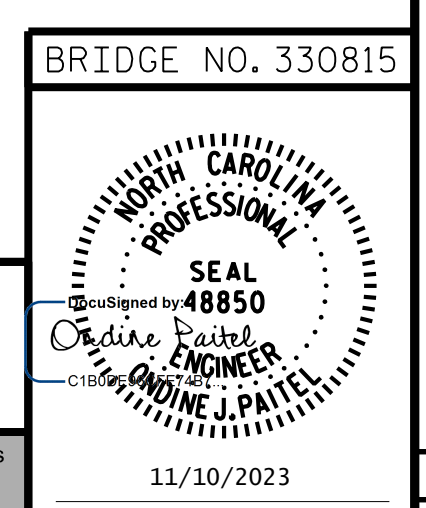 BRIDGE NO. 330815
NORTH CAROLINA
PROFESSIONAL
SEAL
48850
DocuSigned by:
Ondine Paitel
ENGINEER
ONDINE J. PAITEL
11/10/2023